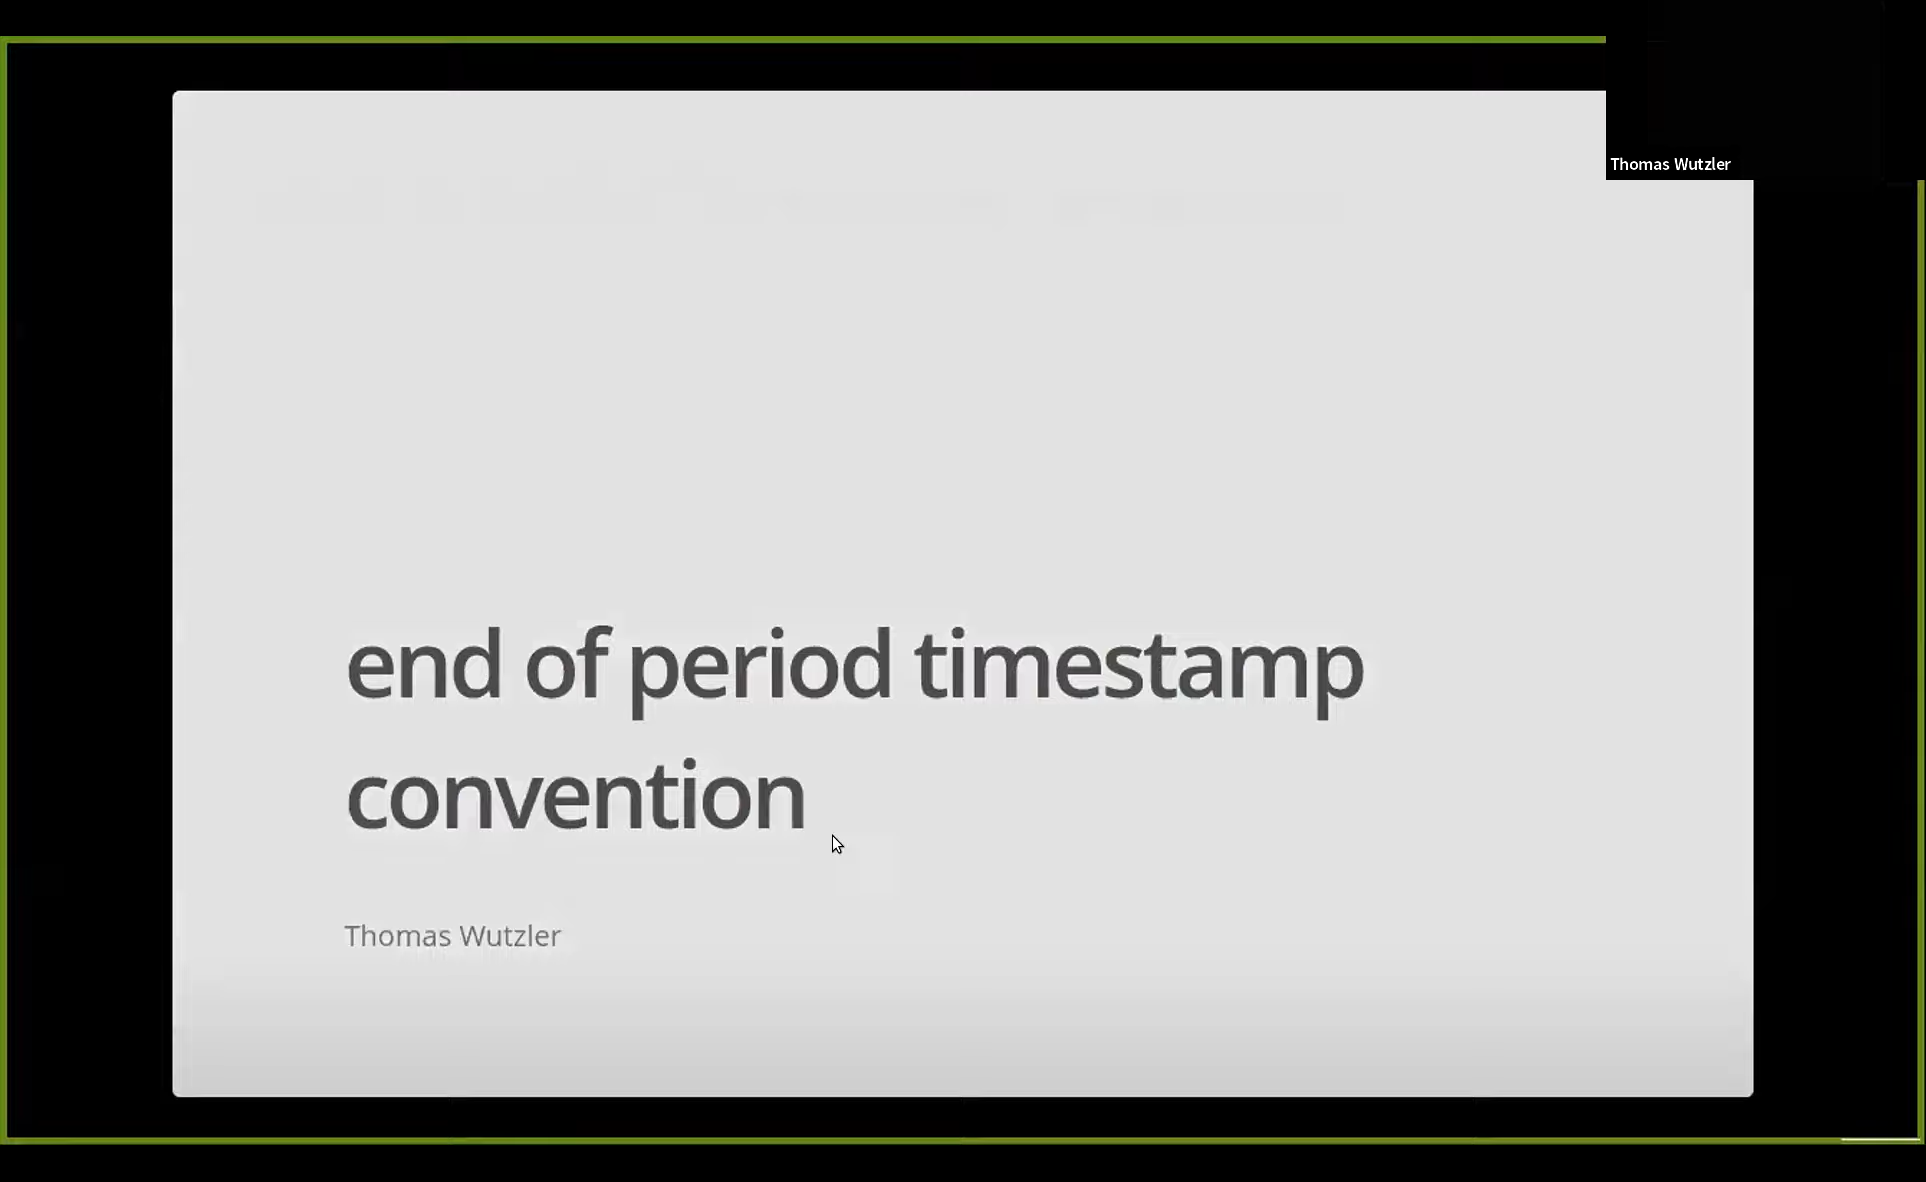 Thomas Wutzler
end of period timestamp
convention
Thomas Wutzler